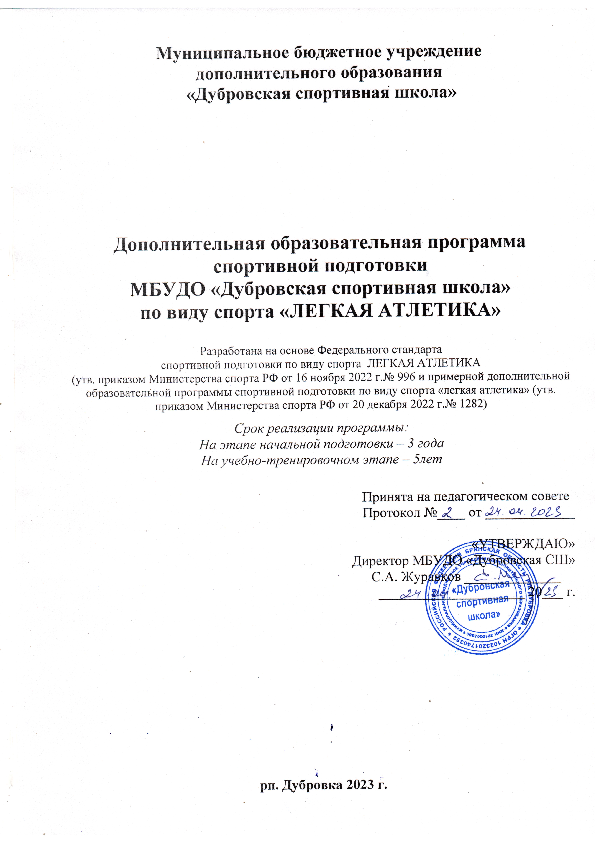 Муниципальное бюджетное учреждение
дополнительного образования
«Дубровская спортивная школа»
Дополнительная образовательная программа
спортивной подготовки
МБУДО «Дубровская спортивная школа»
по виду спорта «ЛЕГКАЯ АТЛЕТИКА»
Разработана на основе Федерального стандарта
спортивной подготовки по виду спорта ЛЕГКАЯ АТЛЕТИКА
(утв. приказом Министерства спорта РФ от 16 ноября 2022 г.№ 996 и примерной дополнительной
образовательной программы спортивной подготовки по виду спорта «легкая атлетика» (утв.
приказом Министерства спорта РФ от 20 декабря 2022 г.№ 1282)
Срок реализации программы:
На этапе начальной подготовки – 3 года
На учебно-тренировочном этапе – 5лет
Принята на педагогическом совете
Протокол № 2 от 24.04.2023
«УТВЕРЖДАЮ»
Директор МБУДО «Дубровская СШ»
С.А. Журавков
24 2023 г.
«Дубровская
спортивная
школа»
рп. Дубровка 2023 г.